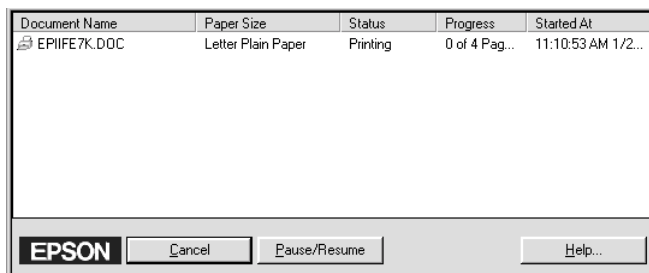 Document Name Paper Size Status Progress Started At
EPIIFE7K.DOC Letter Plain Paper Printing 0 of 4 Pag... 11:10:53 AM 1/2...
EPSON Cancel Pause/Resume Help...